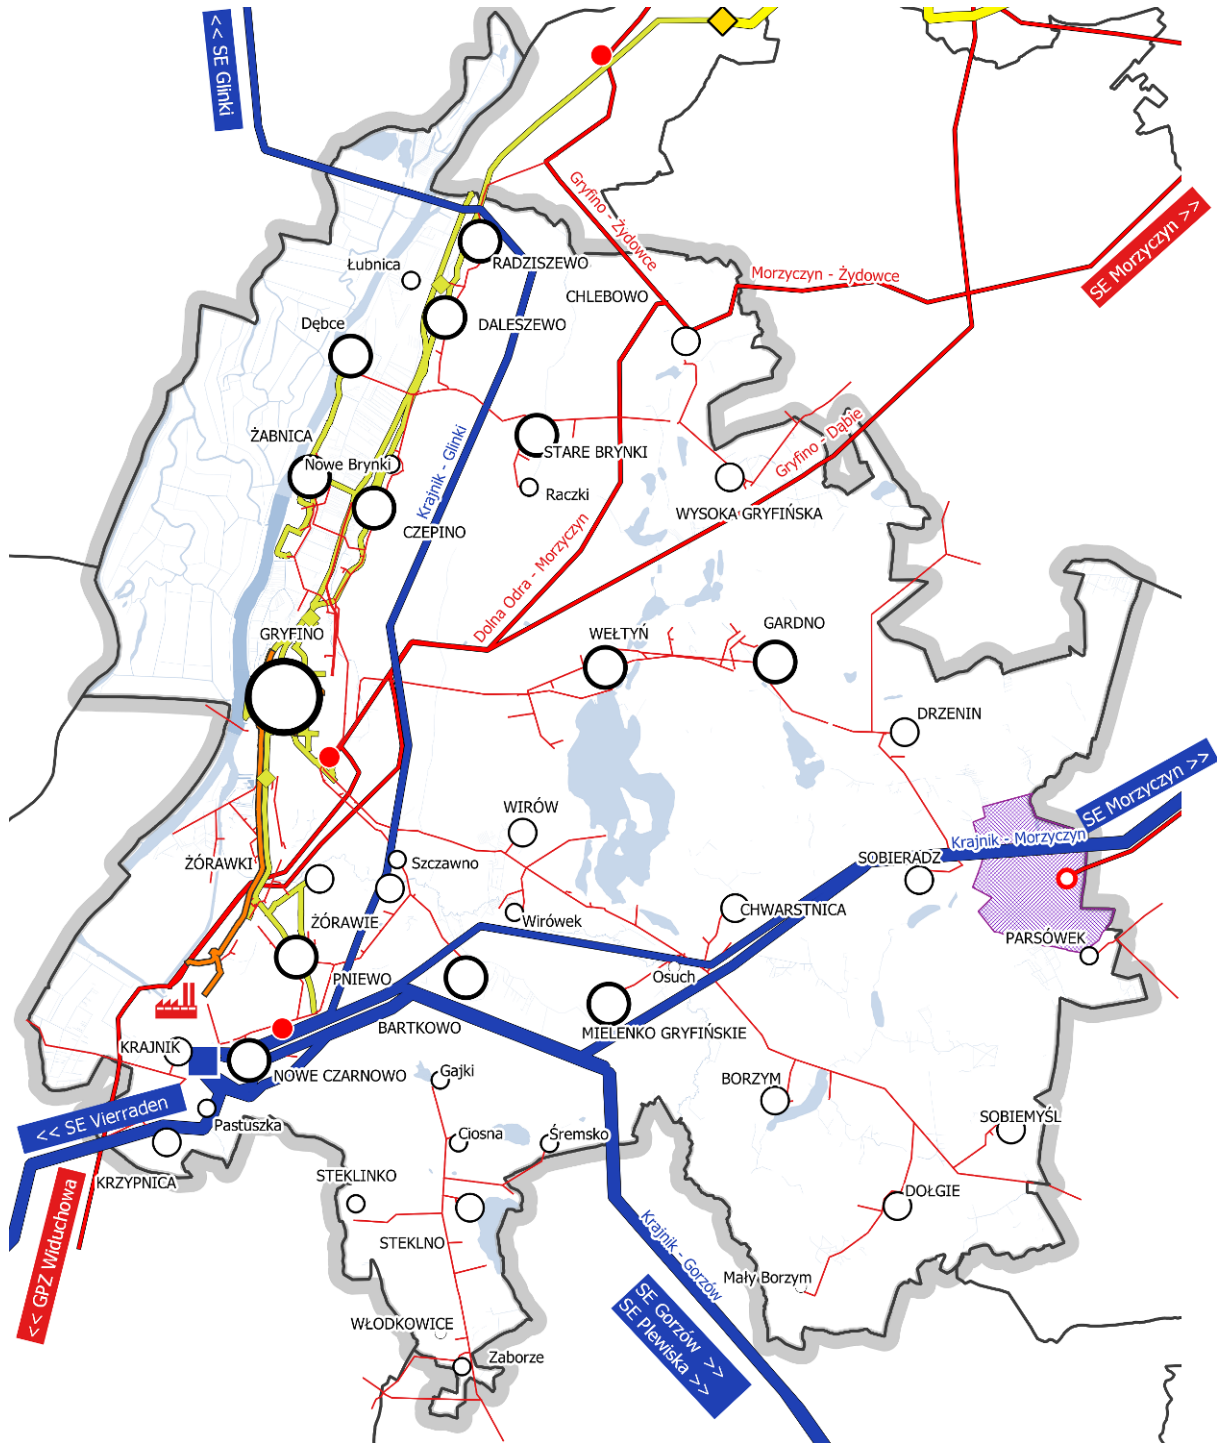 << SE Glinki
Gryfino - Żydowce
SE Morzyczyn >>
RADZISZEWO
Łubnica
Morzyczyn - Żydowce
CHLEBOWO
Dębce
DALESZEWO
ŻABNICA
Krajnik - Glinki
Gryfino - Dąbie
STARE BRYNKI
Nowe Brynki
Raczki
WYSOKA GRYFIŃSKA
CZEPINO
Dolna Odra - Morzyczyn
GRYFINO
WEŁTYŃ
GARDNO
DRZENIN
SE Morzyczyn >>
WIRÓW
Krajnik - Morzyczyn
ŻÓRAWKI
Szczawno
SOBIERADZ
CHWARSTNICA
ŻÓRAWIE
Wirówek
PARSÓWEK
PNIEWO
Osuch
BARTKOWO
MIELENKO GRYFIŃSKIE
KRAJNIK
NOWE CZARNOWO
Gajki
BORZYM
<< SE Vierraden
Pastuszka
SOBIEMYŚL
Ciosna
Śremsko
KRZYPNICA
STEKLINKO
DOŁGIE
<< GPZ Widuchowa
STEKLNO
Krajnik - Gorzów
Mały Borzym
SE Gorzów >>
SE Plewiska >>
WŁODKOWICE
Zaborze